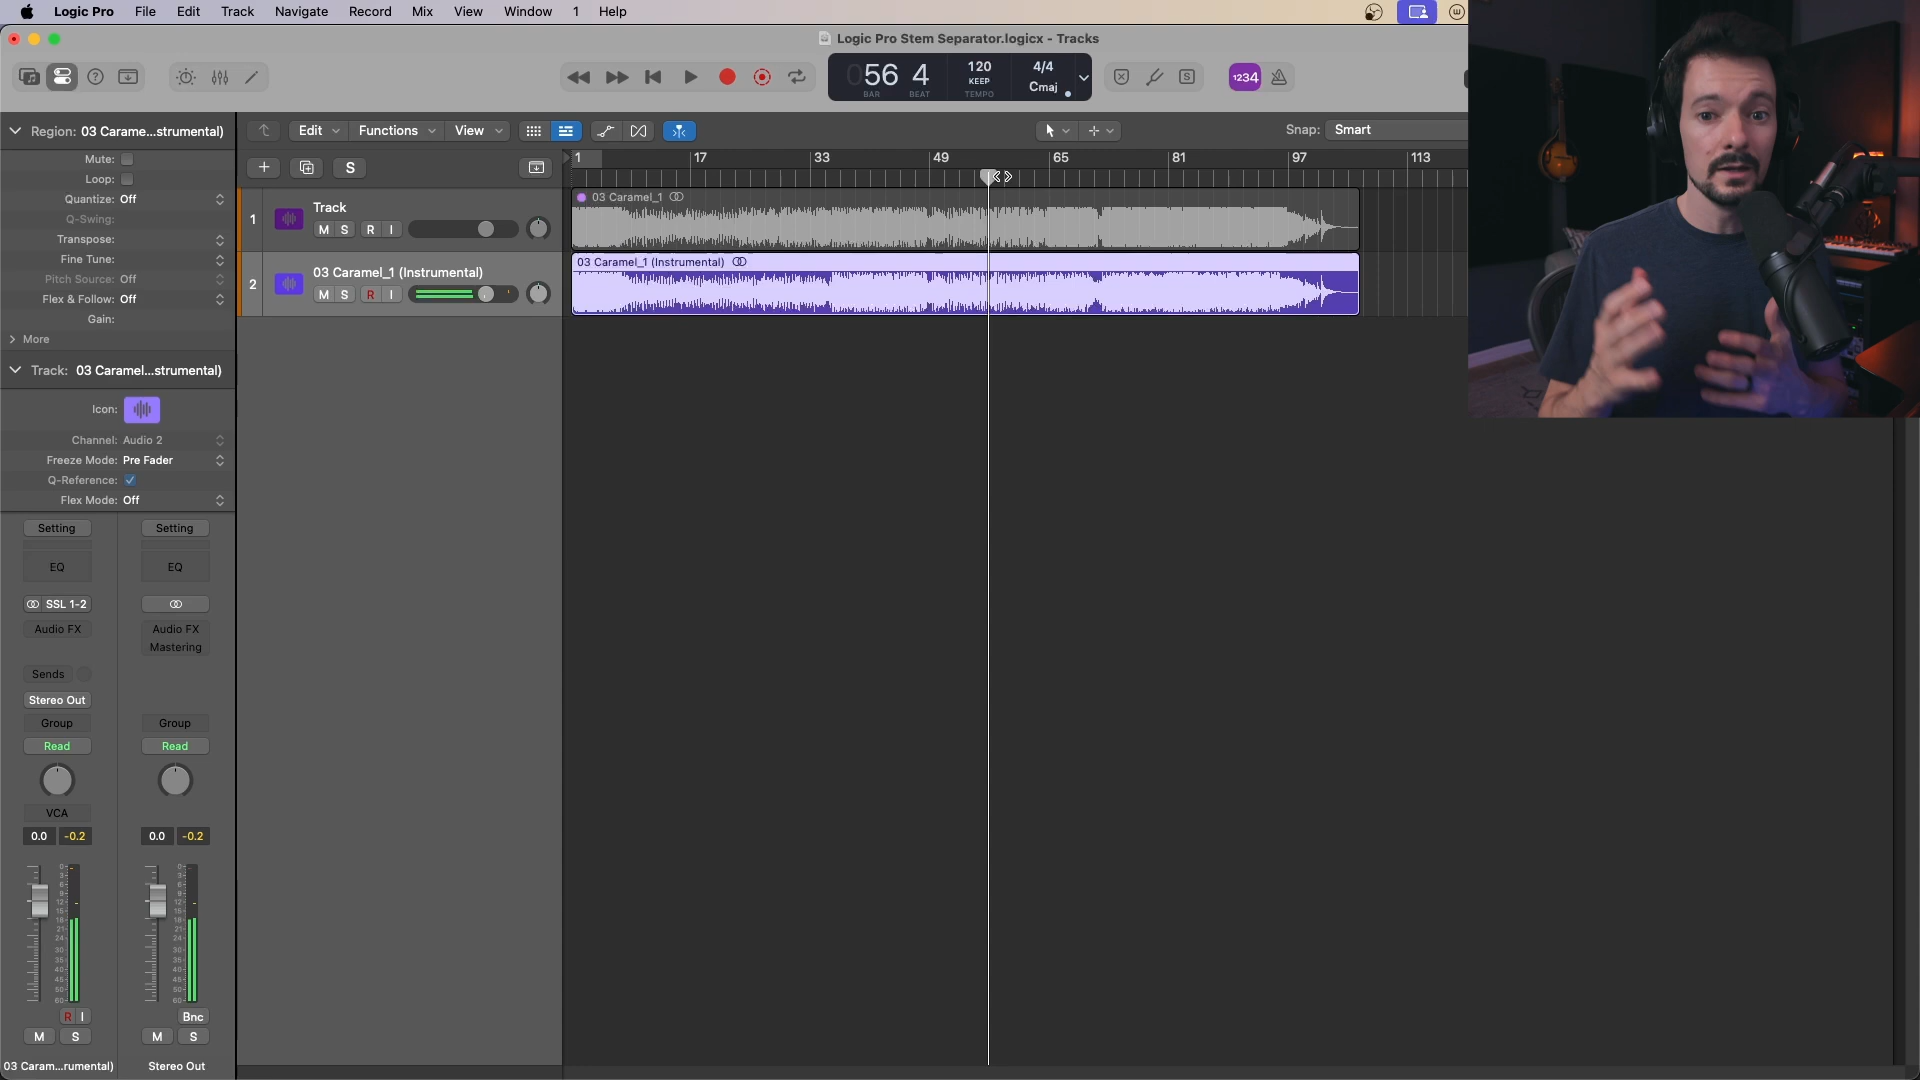 Logic Pro File Edit Track Navigate Record Mix View Window 1 Help
Logic Pro Stem Separator.logicx - Tracks
56 4 120 KEEP 4/4 Cmaj
BAR BEAT TEMPO
1234
Region: 03 Carame...strumental)
Edit Functions View
Snap: Smart
Mute:
Loop:
Quantize: Off
Q-Swing:
Transpose:
Fine Tune:
Pitch Source: Off
Flex & Follow: Off
Gain:
More
Track: 03 Caramel...strumental)
Icon:
Channel: Audio 2
Freeze Mode: Pre Fader
Q-Reference:
Flex Mode: Off
S
1 17 33 49 65 81 97 113
1 Track
M S R I
03 Caramel_1
2 03 Caramel_1 (Instrumental)
M S R I
03 Caramel_1 (Instrumental)
Setting Setting
EQ EQ
SSL 1-2
Audio FX Audio FX
Mastering
Sends
Stereo Out
Group Group
Read Read
VCA
0.0 -0.2 0.0 -0.2
R I Bnc
M S M S
03 Caram...rumental) Stereo Out